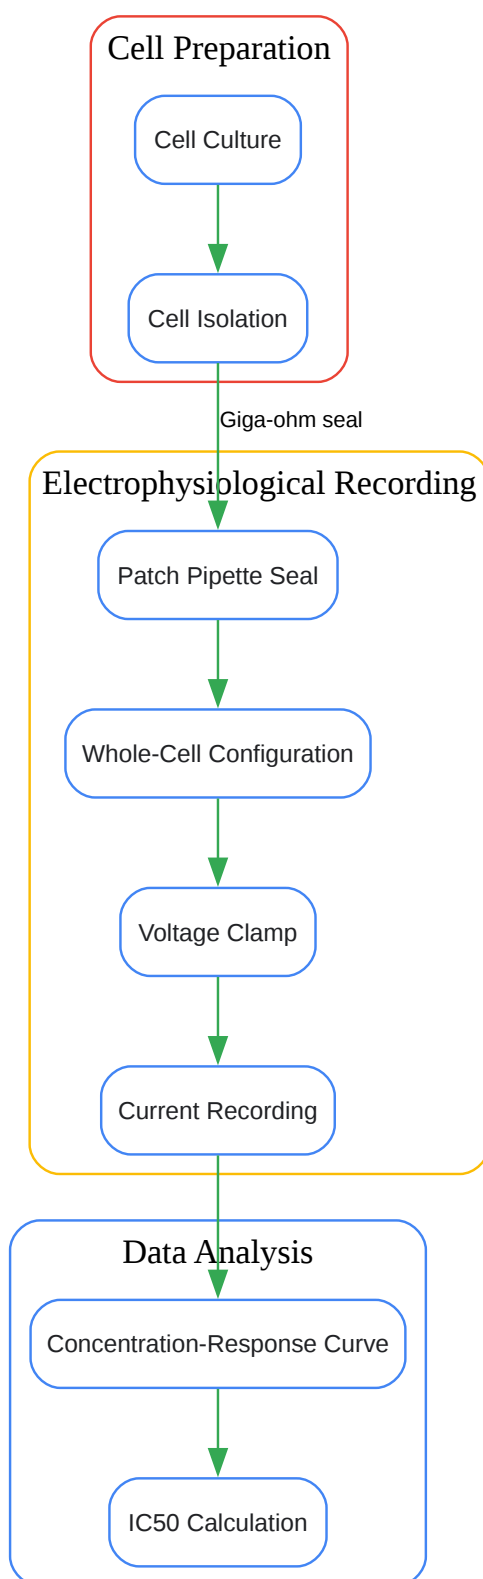 Cell Preparation
Cell Culture
Cell Isolation
Giga-ohm seal
Electrophysiological Recording
Patch Pipette Seal
Whole-Cell Configuration
Voltage Clamp
Current Recording
Data Analysis
Concentration-Response Curve
IC50 Calculation